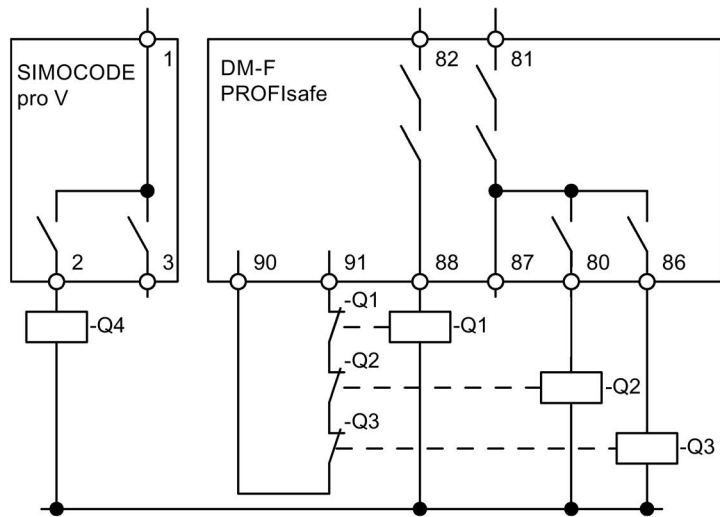 1
SIMOCODE
pro V
2
3
DM-F
PROFIsafe
82
81
90
91
88
87
80
86
-Q4
-Q1
-Q1
-Q2
-Q2
-Q3
-Q3